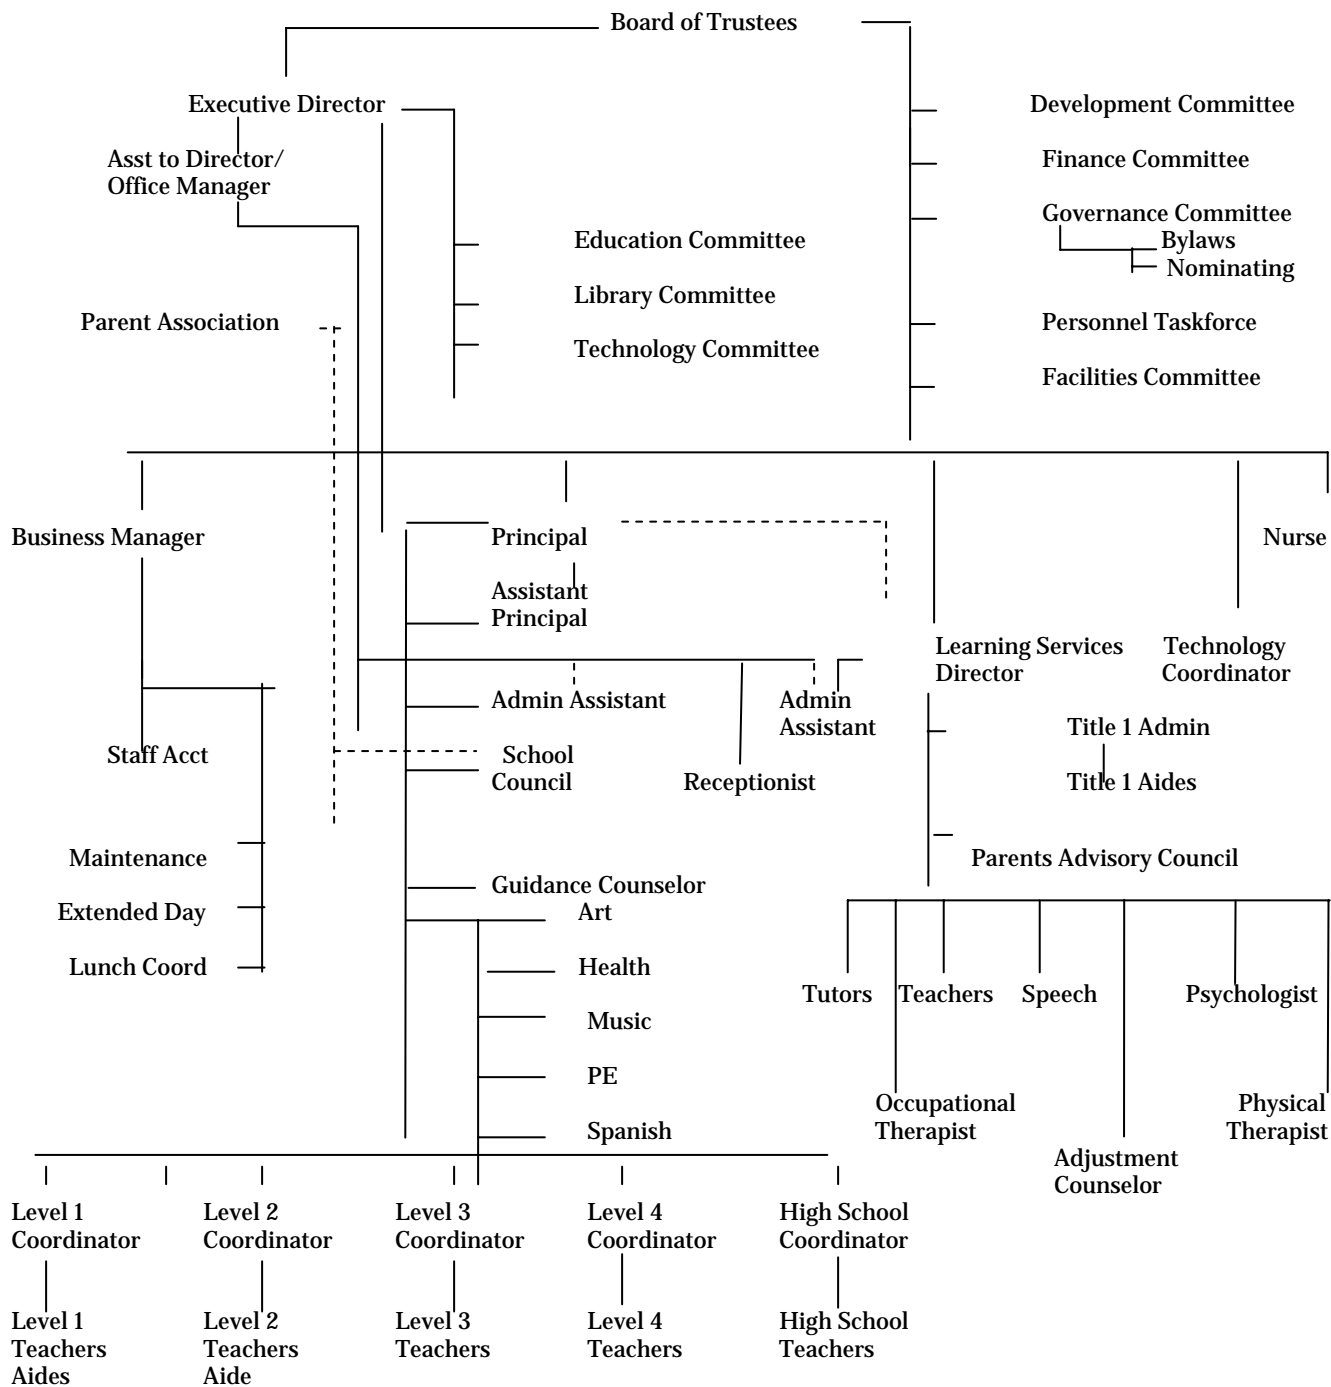 Board of Trustees
Executive Director
Development Committee
Asst to Director/
Office Manager
Finance Committee
Governance Committee
Bylaws
Nominating
Education Committee
Library Committee
Parent Association
Technology Committee
Personnel Taskforce
Facilities Committee
Business Manager
Principal
Nurse
Assistant
Principal
Learning Services
Director
Technology
Coordinator
Admin Assistant
Admin
Assistant
Title 1 Admin
Staff Acct
School
Council
Receptionist
Title 1 Aides
Maintenance
Parents Advisory Council
Guidance Counselor
Extended Day
Art
Lunch Coord
Health
Tutors
Teachers
Speech
Psychologist
Music
PE
Occupational
Therapist
Physical
Therapist
Spanish
Adjustment
Counselor
Level 1
Coordinator
Level 2
Coordinator
Level 3
Coordinator
Level 4
Coordinator
High School
Coordinator
Level 1
Teachers
Aides
Level 2
Teachers
Aide
Level 3
Teachers
Level 4
Teachers
High School
Teachers